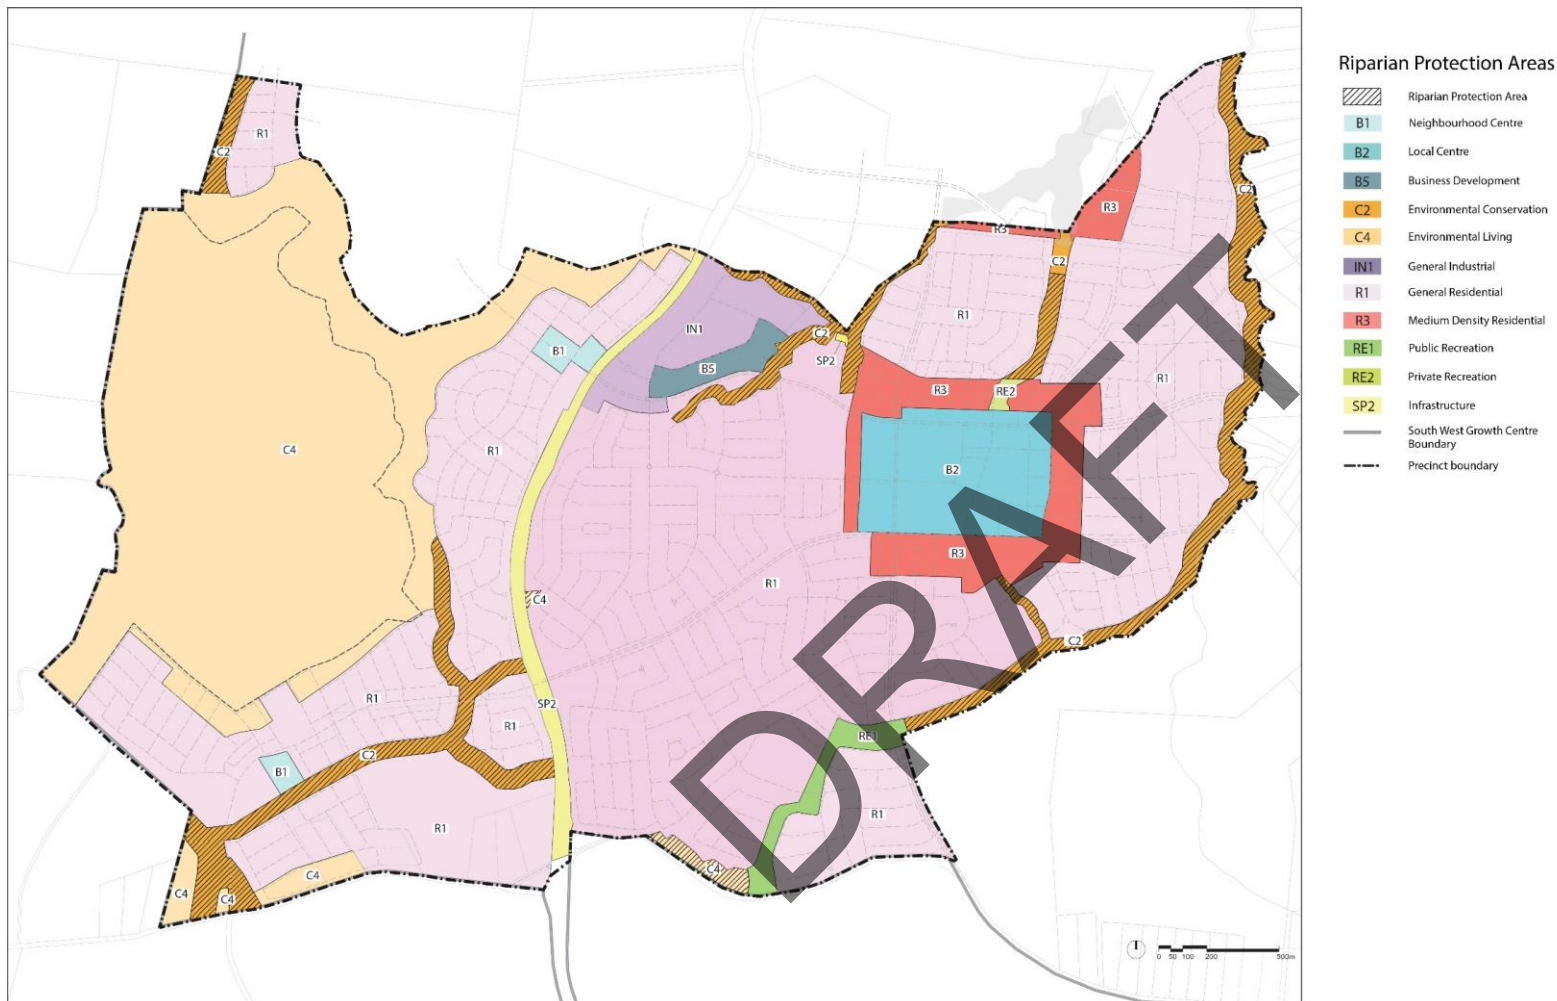 Riparian Protection Areas
Riparian Protection Area
B1 Neighbourhood Centre
B2 Local Centre
B5 Business Development
C2 Environmental Conservation
C4 Environmental Living
IN1 General Industrial
R1 General Residential
R3 Medium Density Residential
RE1 Public Recreation
RE2 Private Recreation
SP2 Infrastructure
South West Growth Centre
Boundary
Precinct boundary
R1
C2
C2
R3
R3
C2
R1
IN1
C2
B1
SP2
B5
R1
R3
RE2
C4
R1
B2
R3
R1
C4
C2
R1
SP2
R1
RE1
C2
B1
R1
R1
C4
C4
C4
C4
DRAFT
0 50 100 200 500m